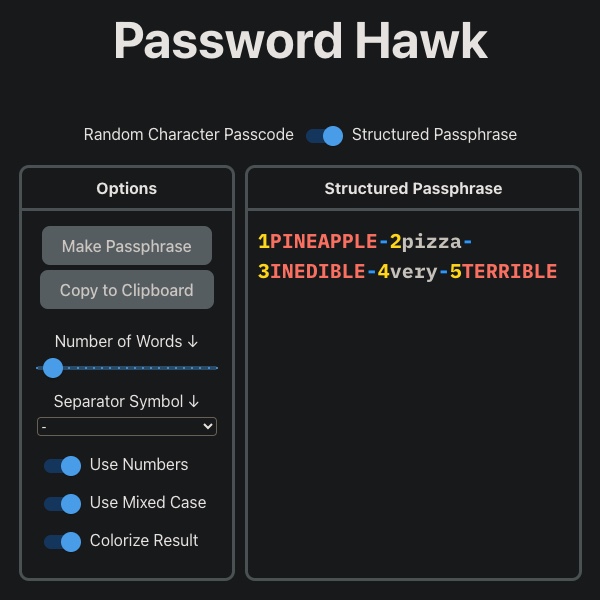 Password Hawk
Random Character Passcode Structured Passphrase
Options
Make Passphrase
Copy to Clipboard
Number of Words ↓
Separator Symbol ↓
-
Use Numbers
Use Mixed Case
Colorize Result
Structured Passphrase
1PINEAPPLE-2pizza-
3INEDIBLE-4very-5TERRIBLE